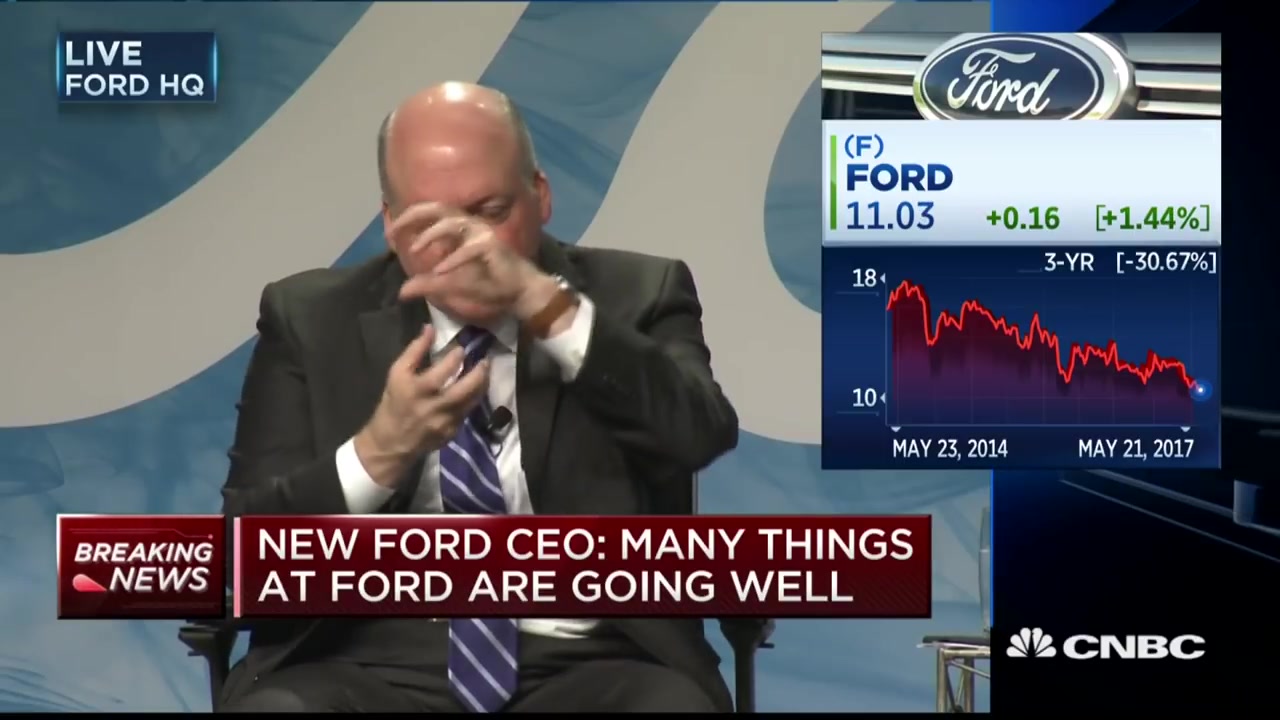 LIVE
FORD HQ
Ford
(F)
FORD
11.03 +0.16 [+1.44%]
3-YR [-30.67%]
18
10
MAY 23, 2014 MAY 21, 2017
BREAKING
NEWS
NEW FORD CEO: MANY THINGS
AT FORD ARE GOING WELL
CNBC